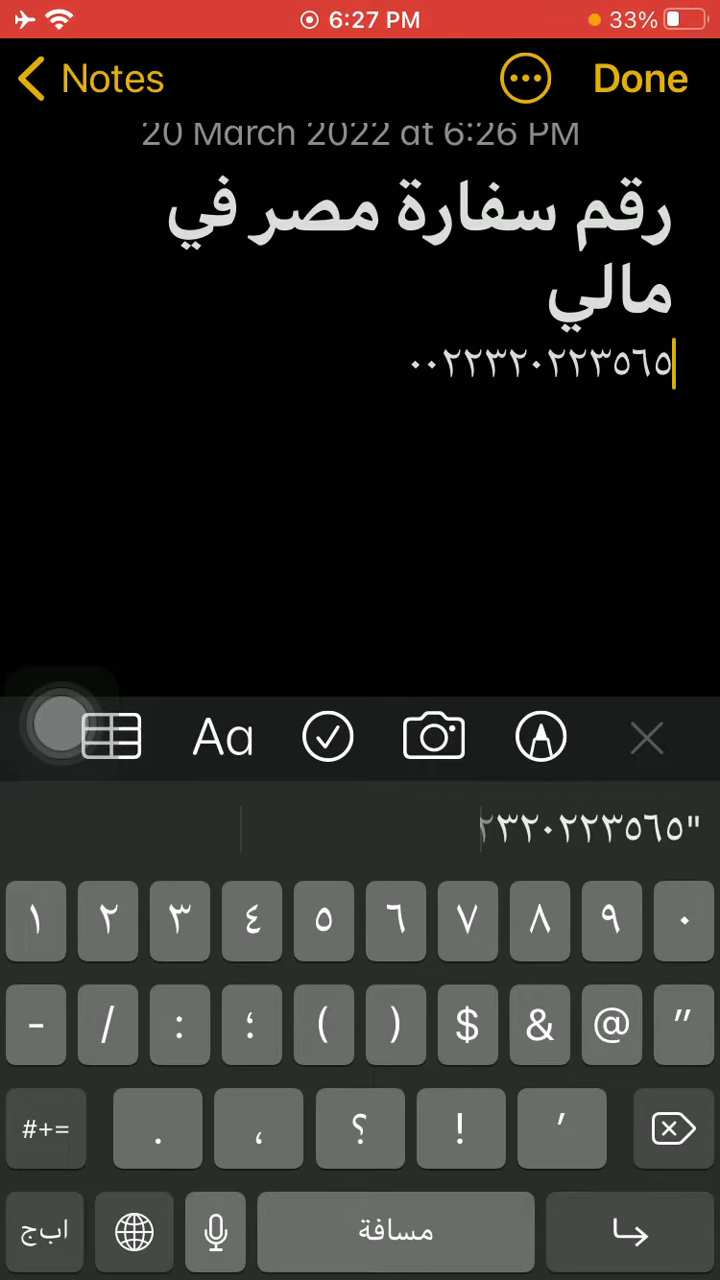 6:27 PM
33%
Notes
Done
20 March 2022 at 6:26 PM
رقم سفارة مصر في
مالي
٠٠٢٢٣٢٠٢٢٣٥٦٥
Aa
"٢٣٢٠٢٢٣٥٦٥
١ ٢ ٣ ٤ ٥ ٦ ٧ ٨ ٩ ٠
- / : ؛ ( ) $ & @ "
#+= . ، ؟ ! '
اب‌ج مسافة